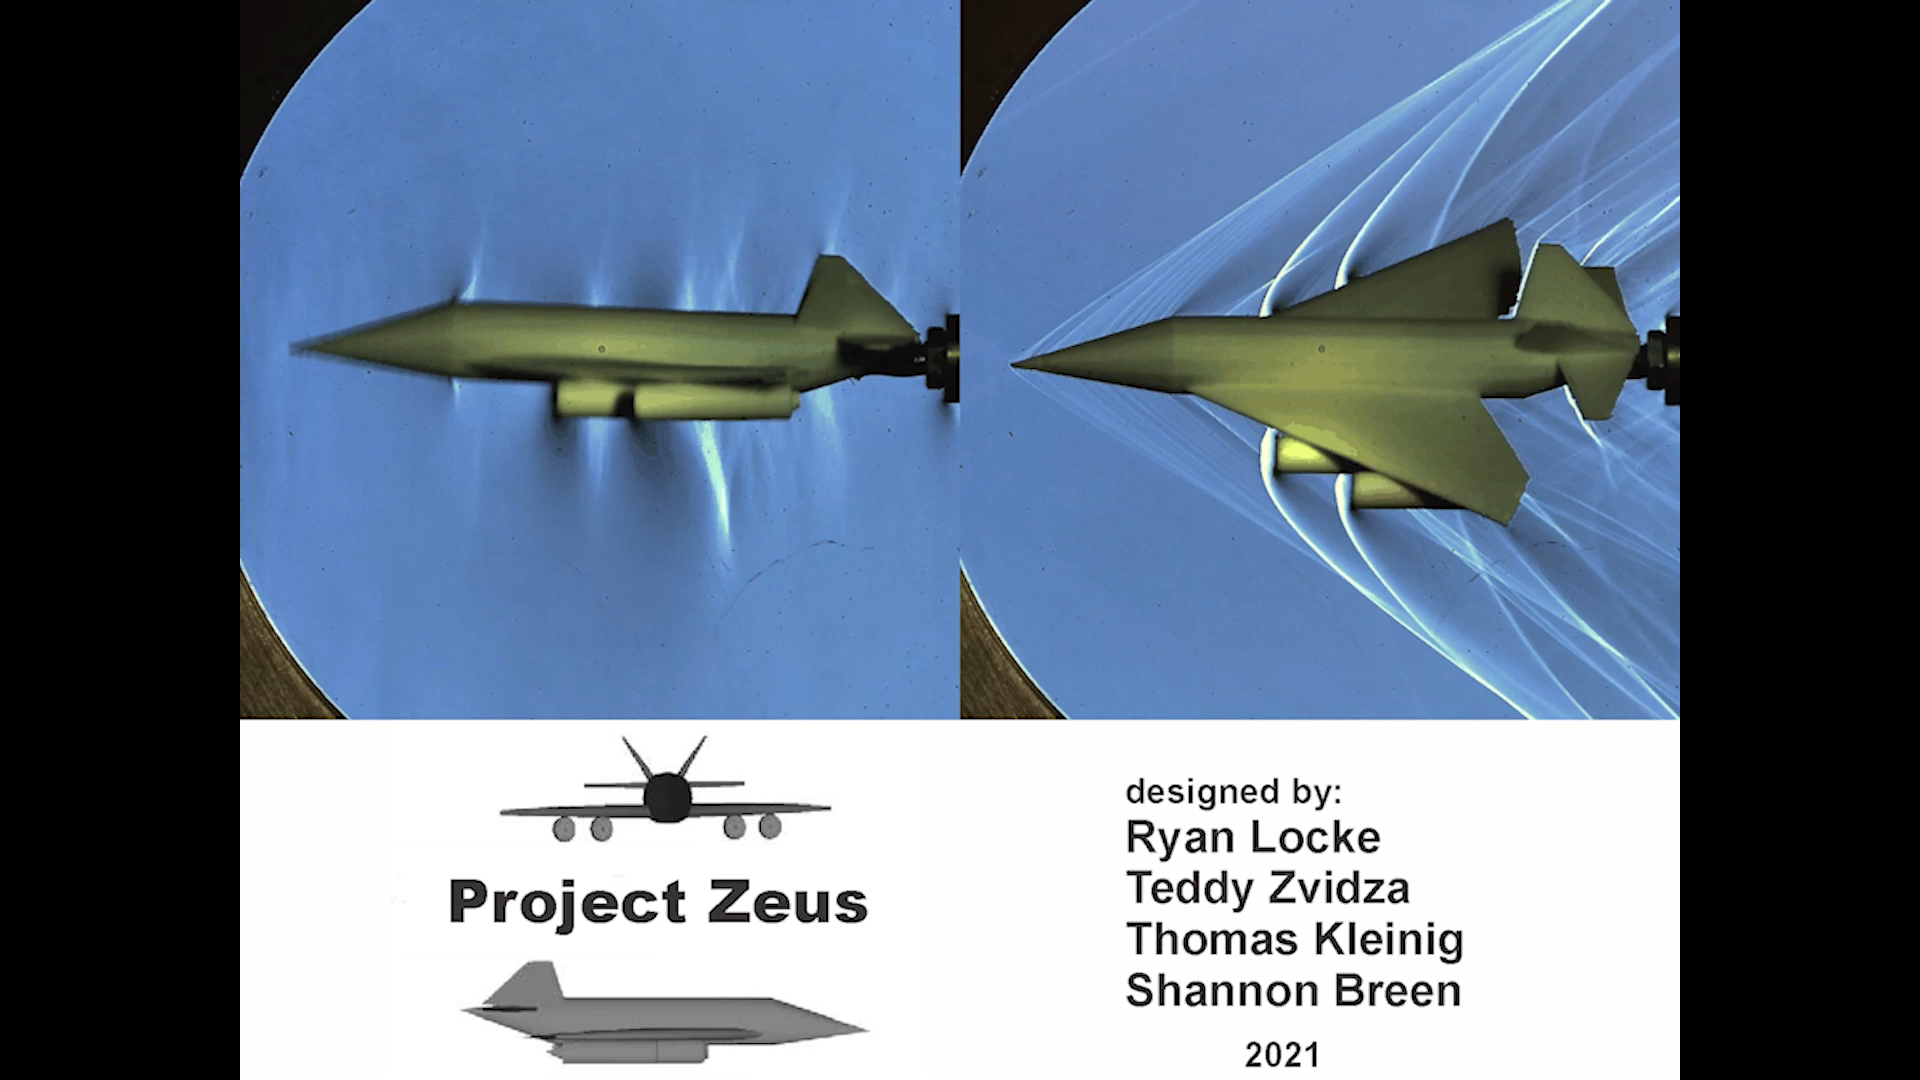 Project Zeus
designed by:
Ryan Locke
Teddy Zvidza
Thomas Kleinig
Shannon Breen
2021